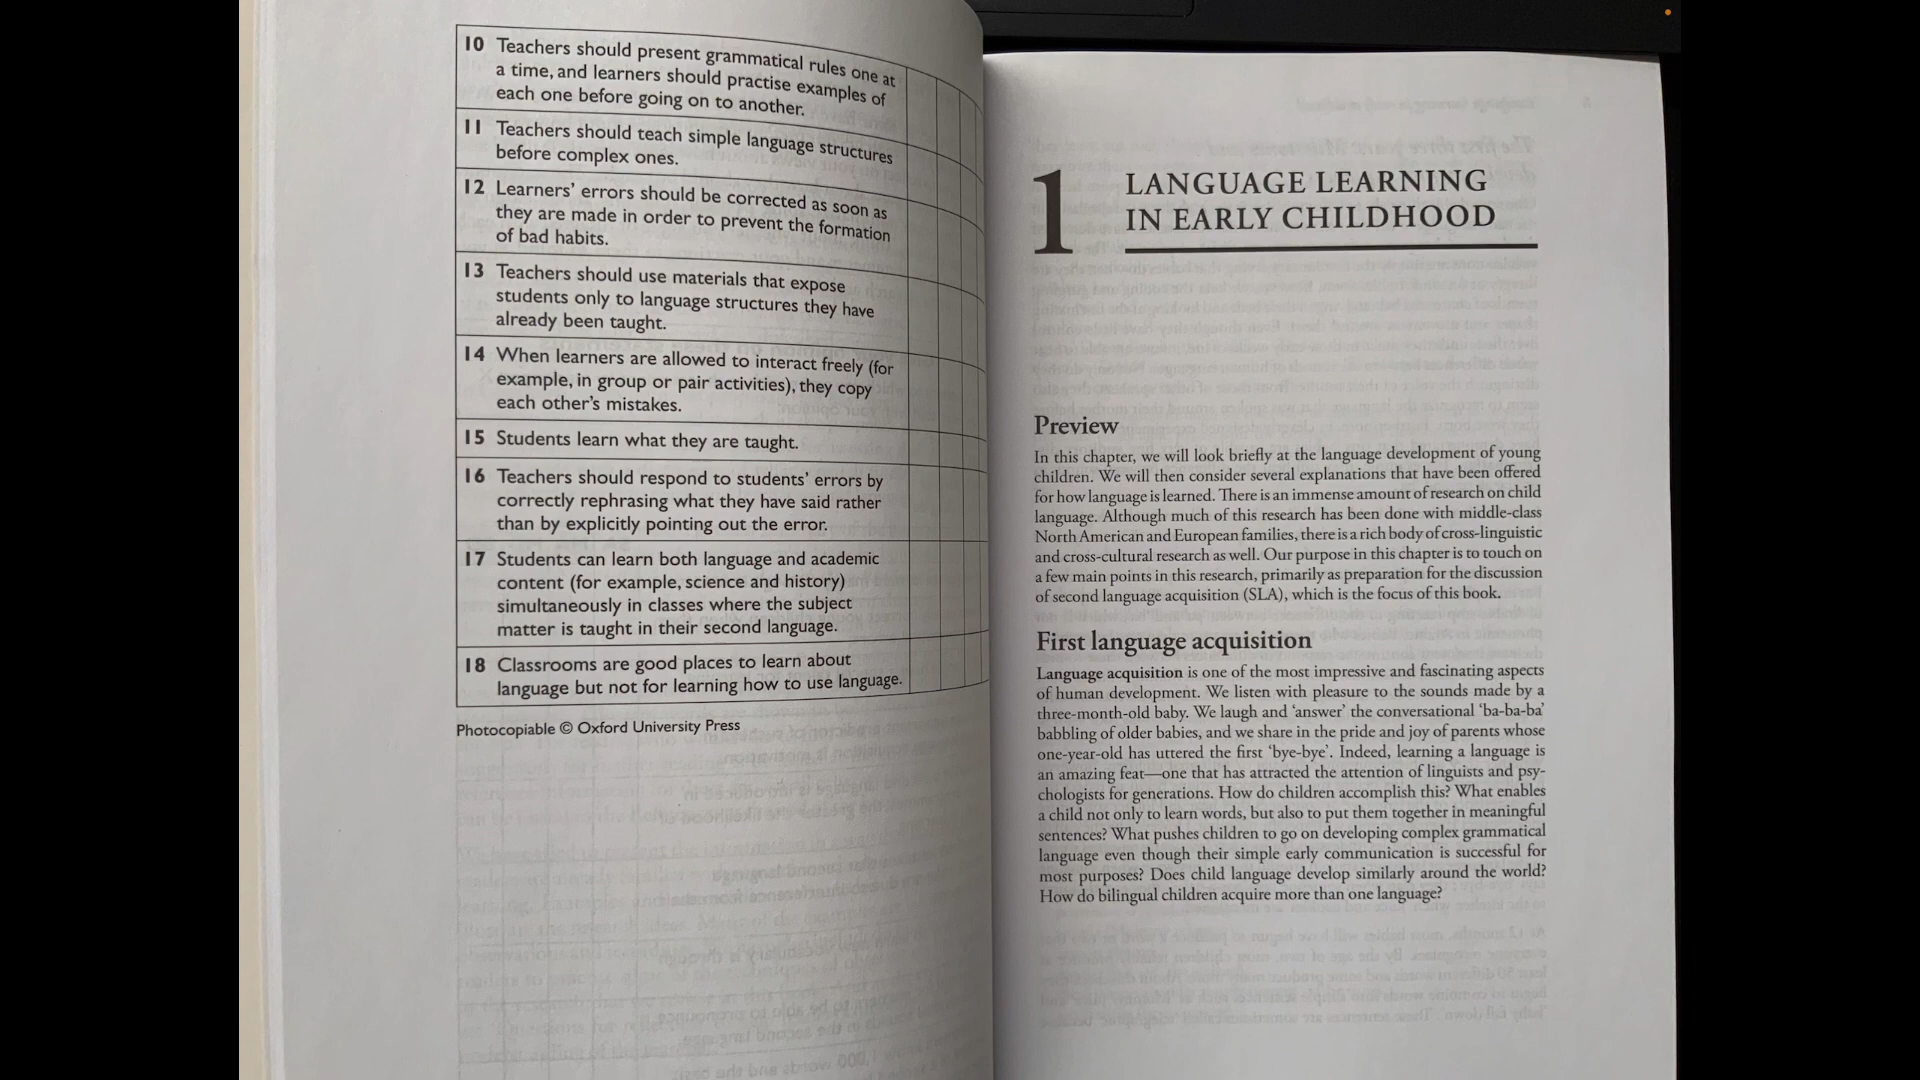 10 Teachers should present grammatical rules one at
a time, and learners should practise examples of
each one before going on to another.
11 Teachers should teach simple language structures
before complex ones.
12 Learners’ errors should be corrected as soon as
they are made in order to prevent the formation
of bad habits.
13 Teachers should use materials that expose
students only to language structures they have
already been taught.
14 When learners are allowed to interact freely (for
example, in group or pair activities), they copy
each other’s mistakes.
15 Students learn what they are taught.
16 Teachers should respond to students’ errors by
correctly rephrasing what they have said rather
than by explicitly pointing out the error.
17 Students can learn both language and academic
content (for example, science and history)
simultaneously in classes where the subject
matter is taught in their second language.
18 Classrooms are good places to learn about
language but not for learning how to use language.
Photocopiable © Oxford University Press
1 LANGUAGE LEARNING
IN EARLY CHILDHOOD
Preview
In this chapter, we will look briefly at the language development of young
children. We will then consider several explanations that have been offered
for how language is learned. There is an immense amount of research on child
language. Although much of this research has been done with middle-class
North American and European families, there is a rich body of cross-linguistic
and cross-cultural research as well. Our purpose in this chapter is to touch on
a few main points in this research, primarily as preparation for the discussion
of second language acquisition (SLA), which is the focus of this book.
First language acquisition
Language acquisition is one of the most impressive and fascinating aspects
of human development. We listen with pleasure to the sounds made by a
three-month-old baby. We laugh and ‘answer’ the conversational ‘ba-ba-ba’
babbling of older babies, and we share in the pride and joy of parents whose
one-year-old has uttered the first ‘bye-bye’. Indeed, learning a language is
an amazing feat—one that has attracted the attention of linguists and psy-
chologists for generations. How do children accomplish this? What enables
a child not only to learn words, but also to put them together in meaningful
sentences? What pushes children to go on developing complex grammatical
language even though their simple early communication is successful for
most purposes? Does child language develop similarly around the world?
How do bilingual children acquire more than one language?